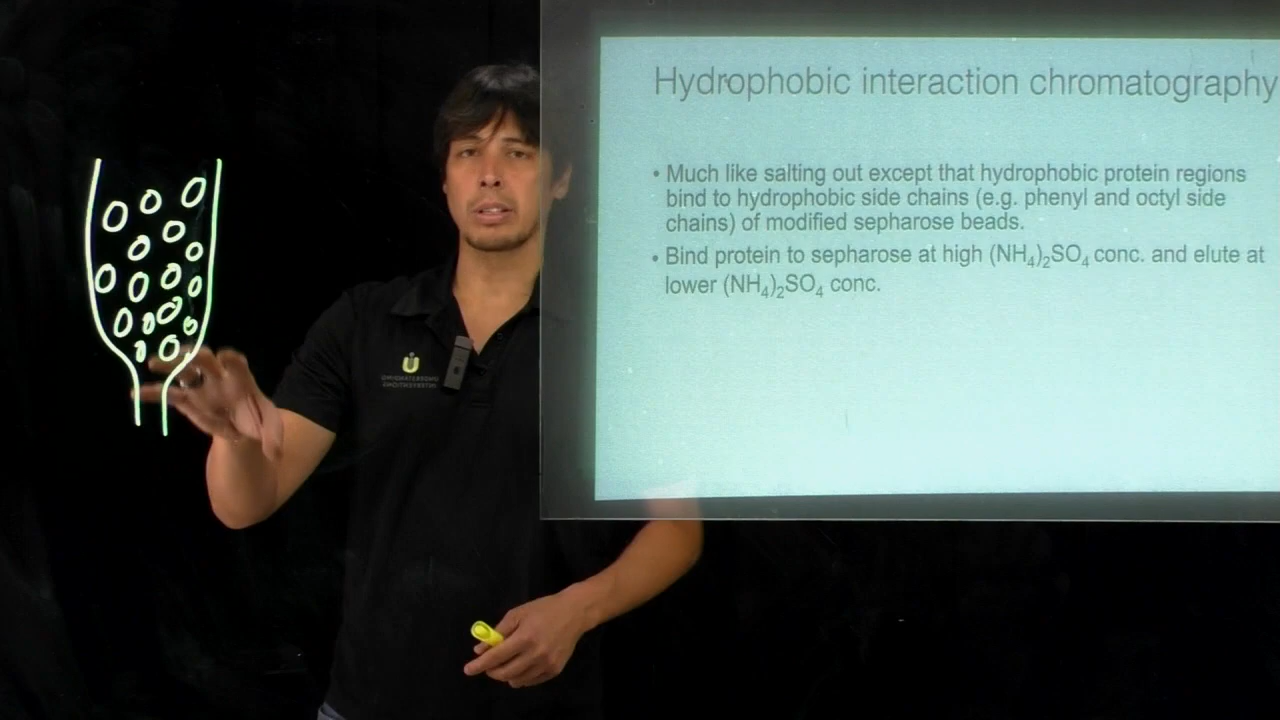 Hydrophobic interaction chromatography
• Much like salting out except that hydrophobic protein regions
bind to hydrophobic side chains (e.g. phenyl and octyl side
chains) of modified sepharose beads.
• Bind protein to sepharose at high (NH₄)₂SO₄ conc. and elute at
lower (NH₄)₂SO₄ conc.